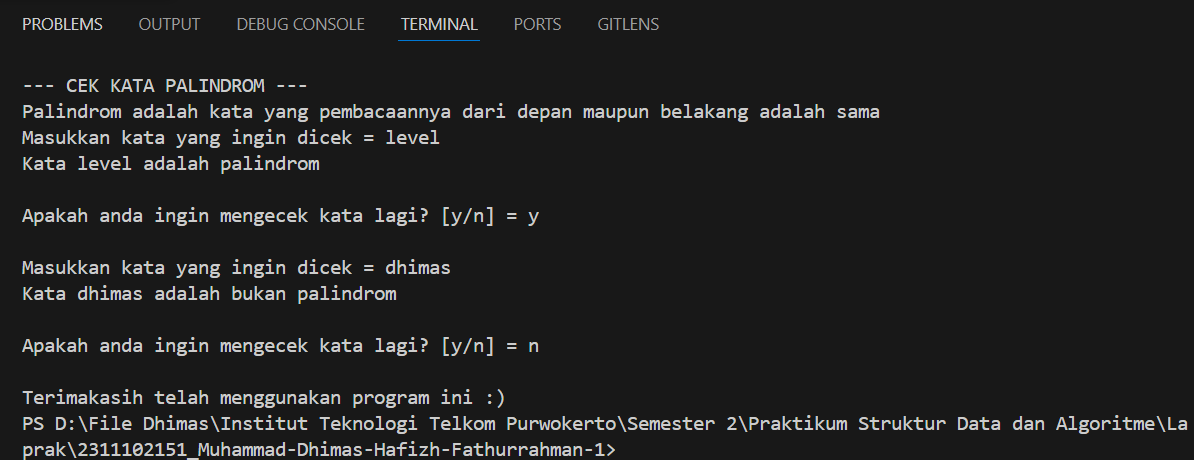 PROBLEMS OUTPUT DEBUG CONSOLE TERMINAL PORTS GITLENS
--- CEK KATA PALINDROM ---
Palindrom adalah kata yang pembacaannya dari depan maupun belakang adalah sama
Masukkan kata yang ingin dicek = level
Kata level adalah palindrom
Apakah anda ingin mengecek kata lagi? [y/n] = y
Masukkan kata yang ingin dicek = dhimas
Kata dhimas adalah bukan palindrom
Apakah anda ingin mengecek kata lagi? [y/n] = n
Terimakasih telah menggunakan program ini :)
PS D:\File Dhimas\Institut Teknologi Telkom Purwokerto\Semester 2\Praktikum Struktur Data dan Algoritme\La
prak\2311102151_Muhammad-Dhimas-Hafizh-Fathurrahman-1>